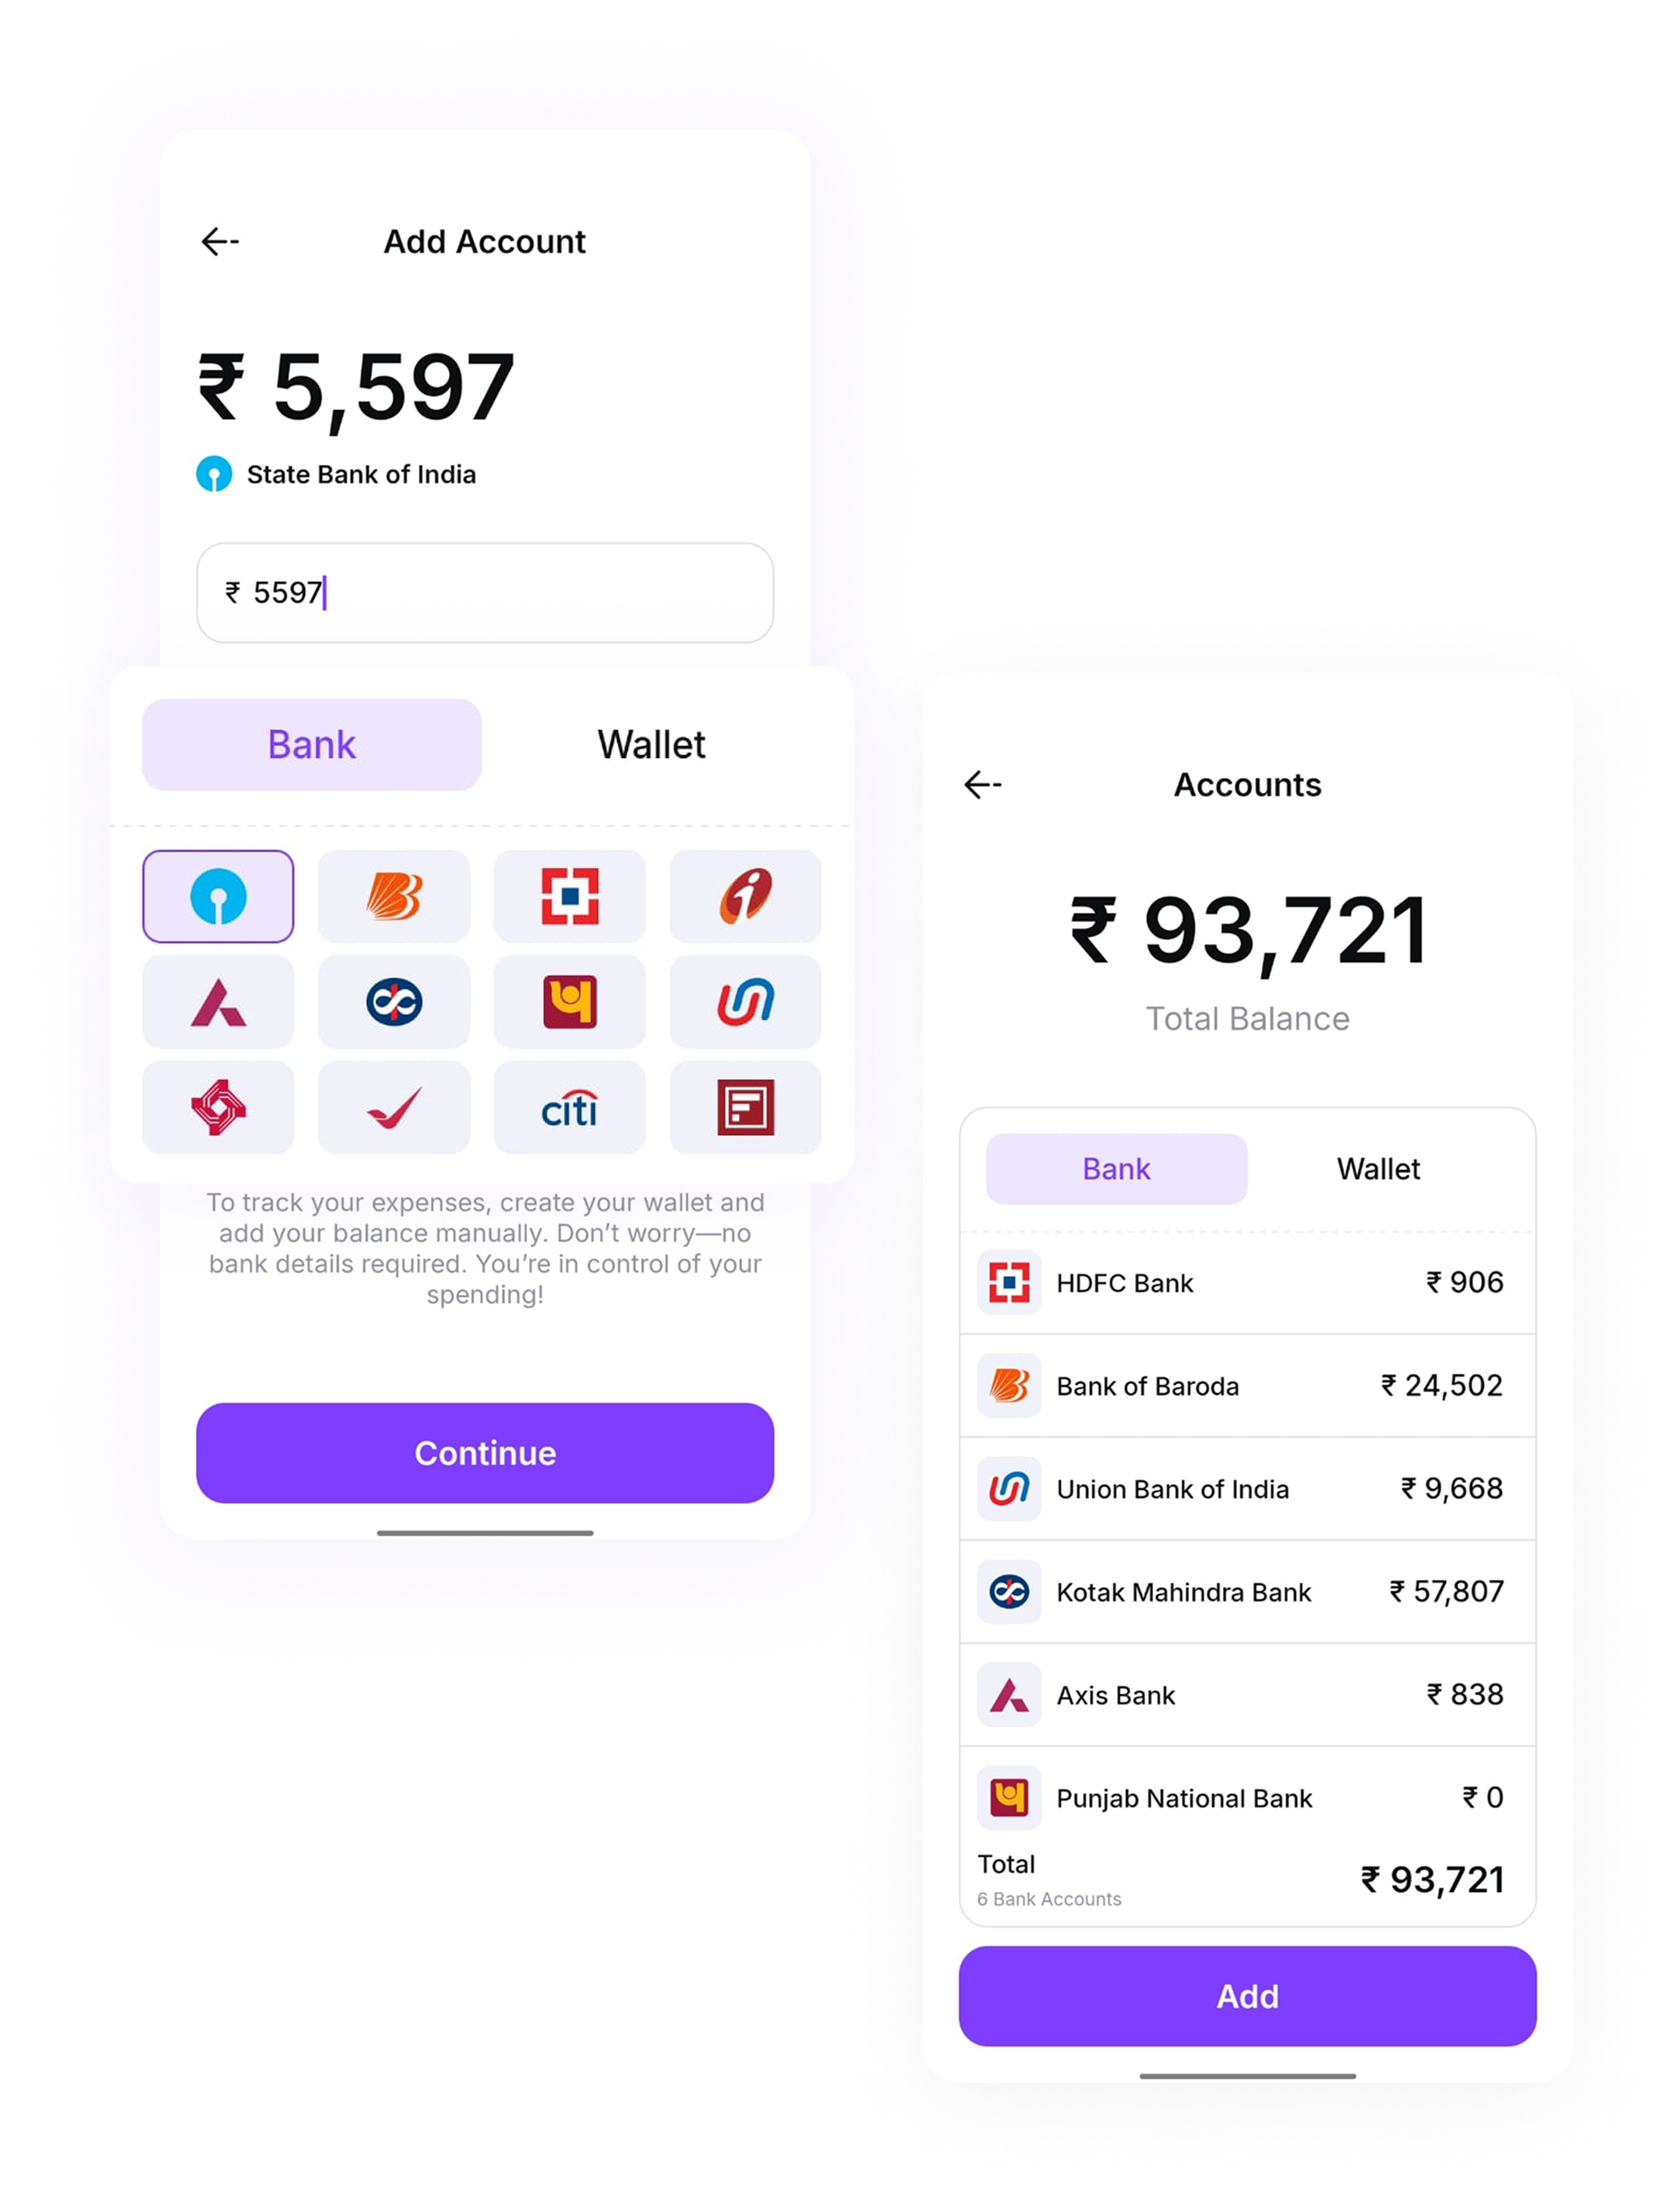 Add Account
₹ 5,597
State Bank of India
₹ 5597
Bank Wallet
citi
To track your expenses, create your wallet and
add your balance manually. Don’t worry—no
bank details required. You’re in control of your
spending!
Continue
Accounts
₹ 93,721
Total Balance
Bank Wallet
HDFC Bank ₹ 906
Bank of Baroda ₹ 24,502
Union Bank of India ₹ 9,668
Kotak Mahindra Bank ₹ 57,807
Axis Bank ₹ 838
Punjab National Bank ₹ 0
Total
6 Bank Accounts
₹ 93,721
Add